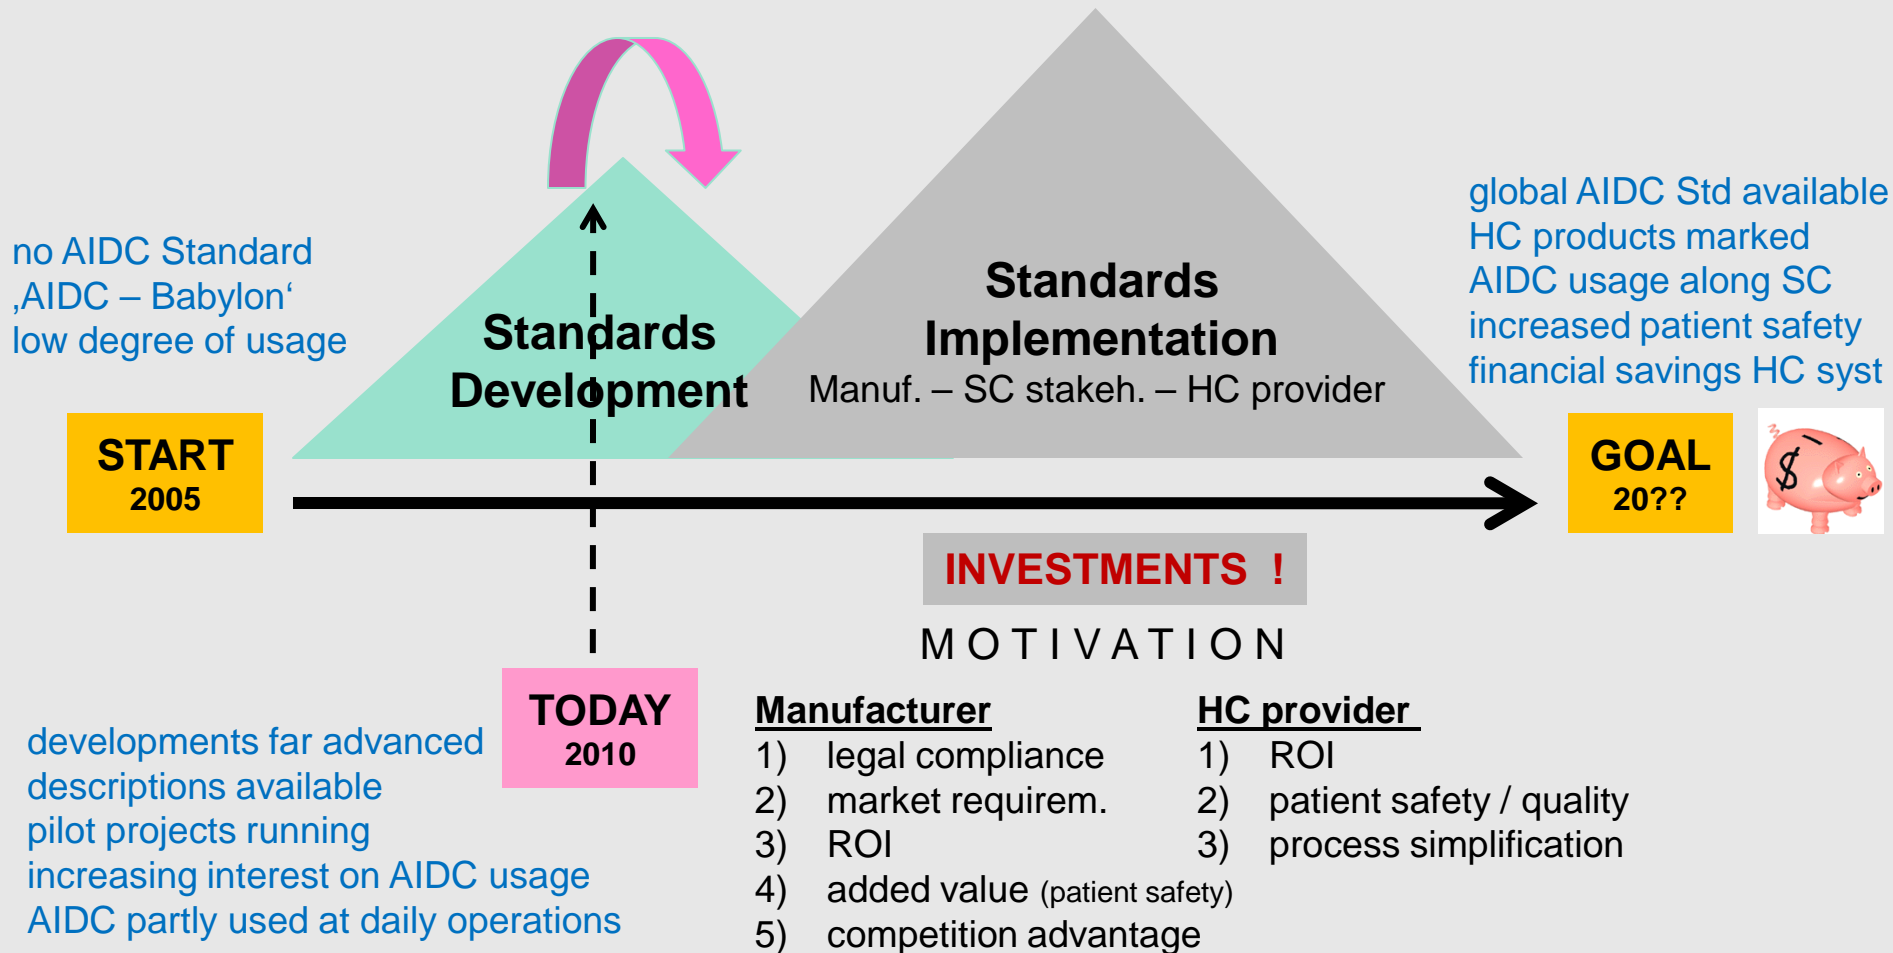 no AIDC Standard
‚AIDC – Babylon‘
low degree of usage
START
2005
Standards
Development
Standards
Implementation
Manuf. – SC stakeh. – HC provider
global AIDC Std available
HC products marked
AIDC usage along SC
increased patient safety
financial savings HC syst
GOAL
20??
$
INVESTMENTS !
MOTIVATION
TODAY
2010
developments far advanced
descriptions available
pilot projects running
increasing interest on AIDC usage
AIDC partly used at daily operations
Manufacturer
1) legal compliance
2) market requirem.
3) ROI
4) added value (patient safety)
5) competition advantage
HC provider
1) ROI
2) patient safety / quality
3) process simplification